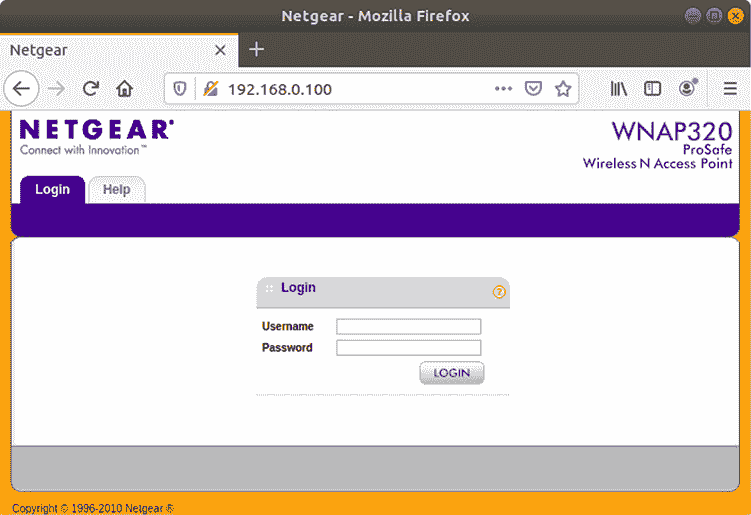 Netgear - Mozilla Firefox
Netgear
192.168.0.100
NETGEAR®
Connect with Innovation™
WNAP320
ProSafe
Wireless N Access Point
Login
Help
:: Login
?
Username
Password
LOGIN
Copyright © 1996-2010 Netgear ®